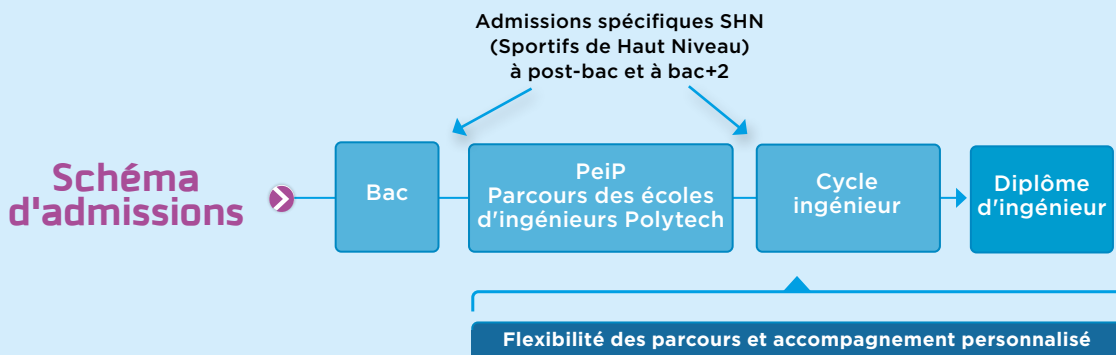 Admissions spécifiques SHN
(Sportifs de Haut Niveau)
à post-bac et à bac+2
Schéma
d'admissions
Bac
PeiP
Parcours des écoles
d'ingénieurs Polytech
Cycle
ingénieur
Diplôme
d'ingénieur
Flexibilité des parcours et accompagnement personnalisé